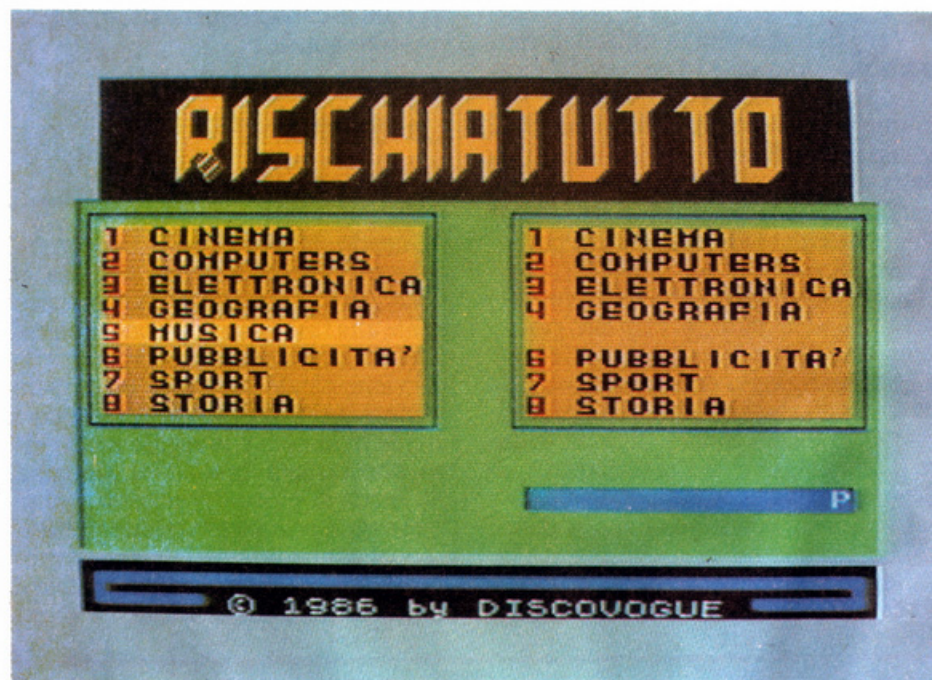 RISCHIATUTTO
1 CINEMA
2 COMPUTERS
3 ELETTRONICA
4 GEOGRAFIA
5 MUSICA
6 PUBBLICITA'
7 SPORT
8 STORIA
1 CINEMA
2 COMPUTERS
3 ELETTRONICA
4 GEOGRAFIA
6 PUBBLICITA'
7 SPORT
8 STORIA
P
© 1986 by DISCOVOGUE